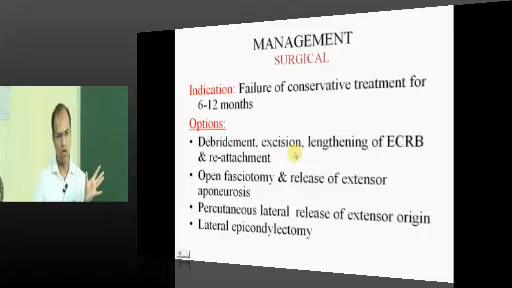 MANAGEMENT
SURGICAL
Indication: Failure of conservative treatment for
6-12 months
Options:
• Debridement, excision, lengthening of ECRB
& re-attachment
• Open fasciotomy & release of extensor
aponeurosis
• Percutaneous lateral release of extensor origin
• Lateral epicondylectomy